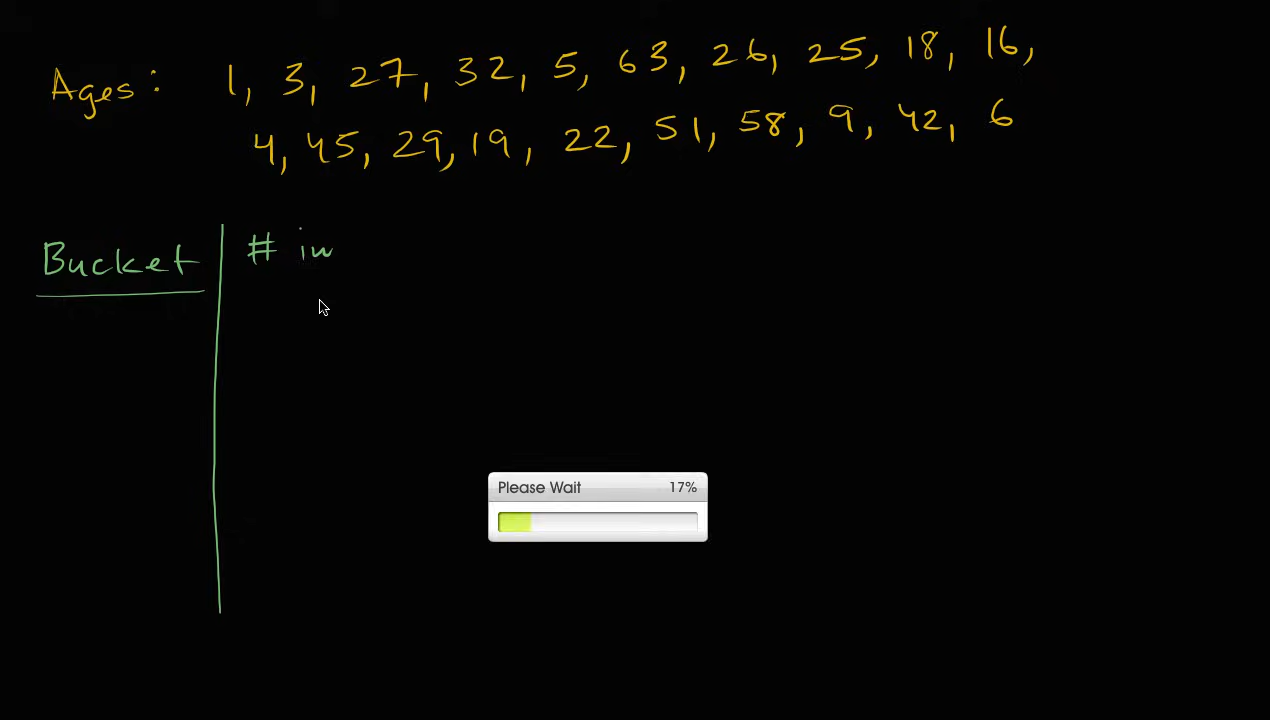 Ages: 1, 3, 27, 32, 5, 63, 26, 25, 18, 16,
4, 45, 29, 19, 22, 51, 58, 9, 42, 6
Bucket # in
Please Wait 17%